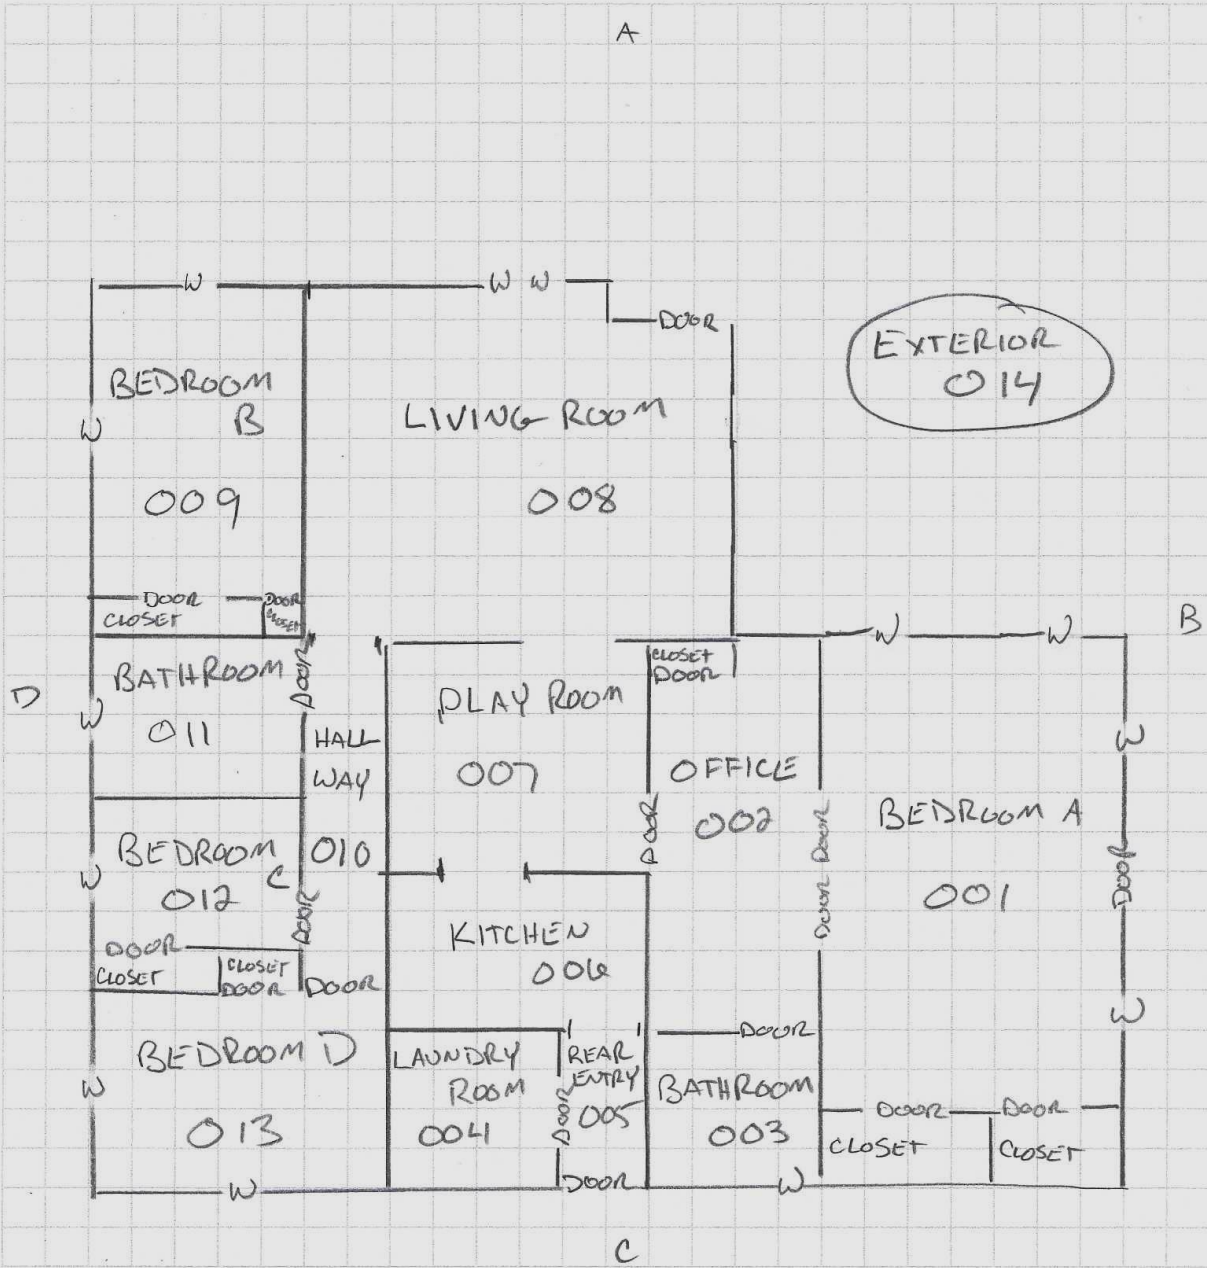 A
W
W W
DOOR
EXTERIOR
014
BEDROOM
B
W
LIVING ROOM
009
008
DOOR
DOOR
CLOSET
CLOSET
W
W
B
D
BATHROOM
011
W
DOOR
HALL
WAY
010
PLAY ROOM
007
CLOSET
DOOR
OFFICE
002
DOOR
DOOR DOOR
BEDROOM A
001
W
DOOR
W
BEDROOM
C
012
W
DOOR
DOOR
CLOSET
CLOSET
DOOR
DOOR
KITCHEN
006
BEDROOM D
013
W
W
LAUNDRY
ROOM
004
DOOR
REAR
ENTRY
005
DOOR
DOOR
BATHROOM
003
W
DOOR
DOOR
CLOSET
CLOSET
C